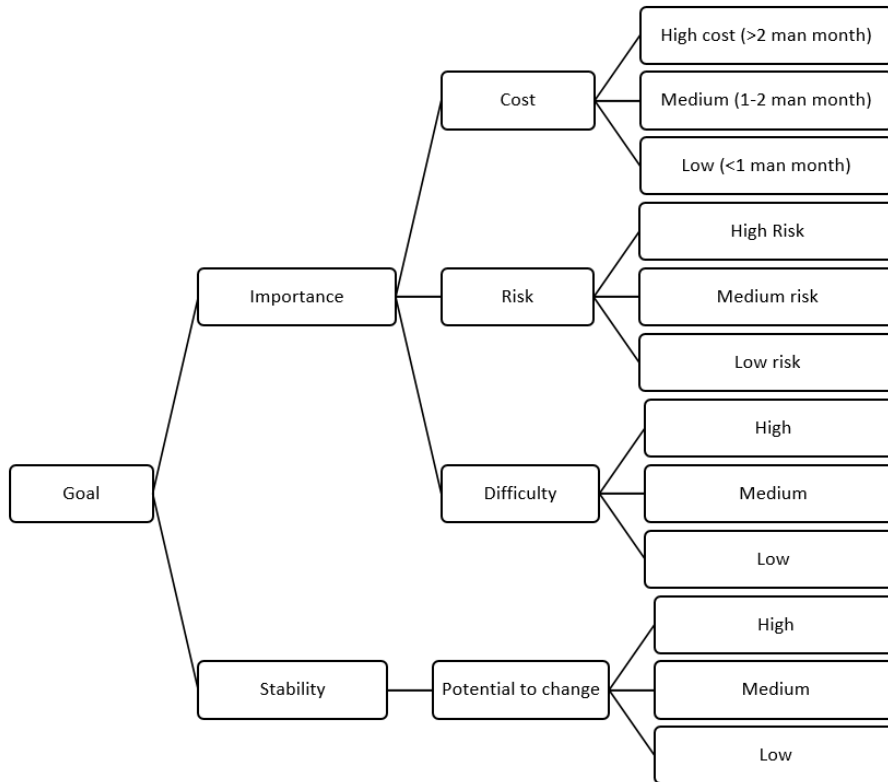 High cost (>2 man month)
Cost
Medium (1-2 man month)
Low (<1 man month)
High Risk
Importance
Risk
Medium risk
Low risk
High
Goal
Difficulty
Medium
Low
High
Stability
Potential to change
Medium
Low